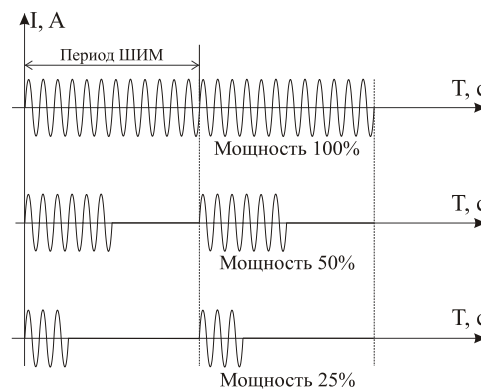 I, А
Период ШИМ
Т, с
Мощность 100%
Т, с
Мощность 50%
Т, с
Мощность 25%